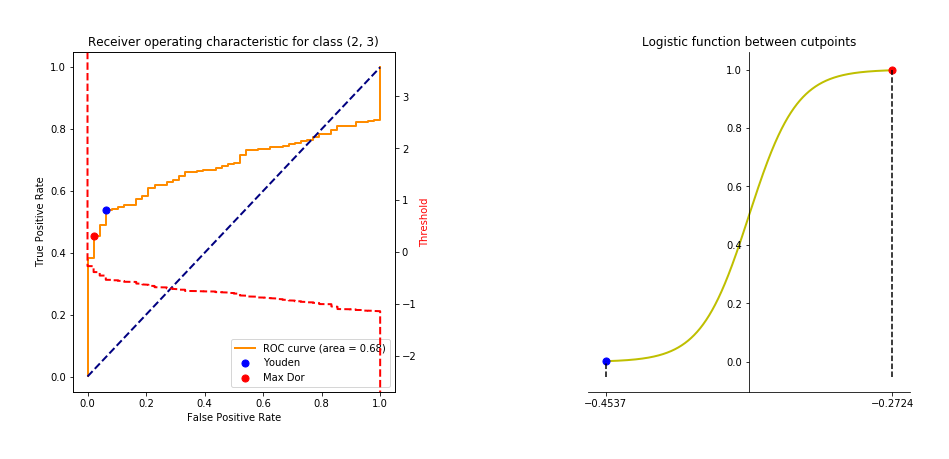 Receiver operating characteristic for class (2, 3)
1.0
0.8
0.6
0.4
0.2
0.0
True Positive Rate
3
2
1
0
−1
−2
Threshold
ROC curve (area = 0.68)
Youden
Max Dor
0.0 0.2 0.4 0.6 0.8 1.0
False Positive Rate
Logistic function between cutpoints
1.0
0.8
0.6
0.4
0.2
0.0
−0.4537 −0.2724